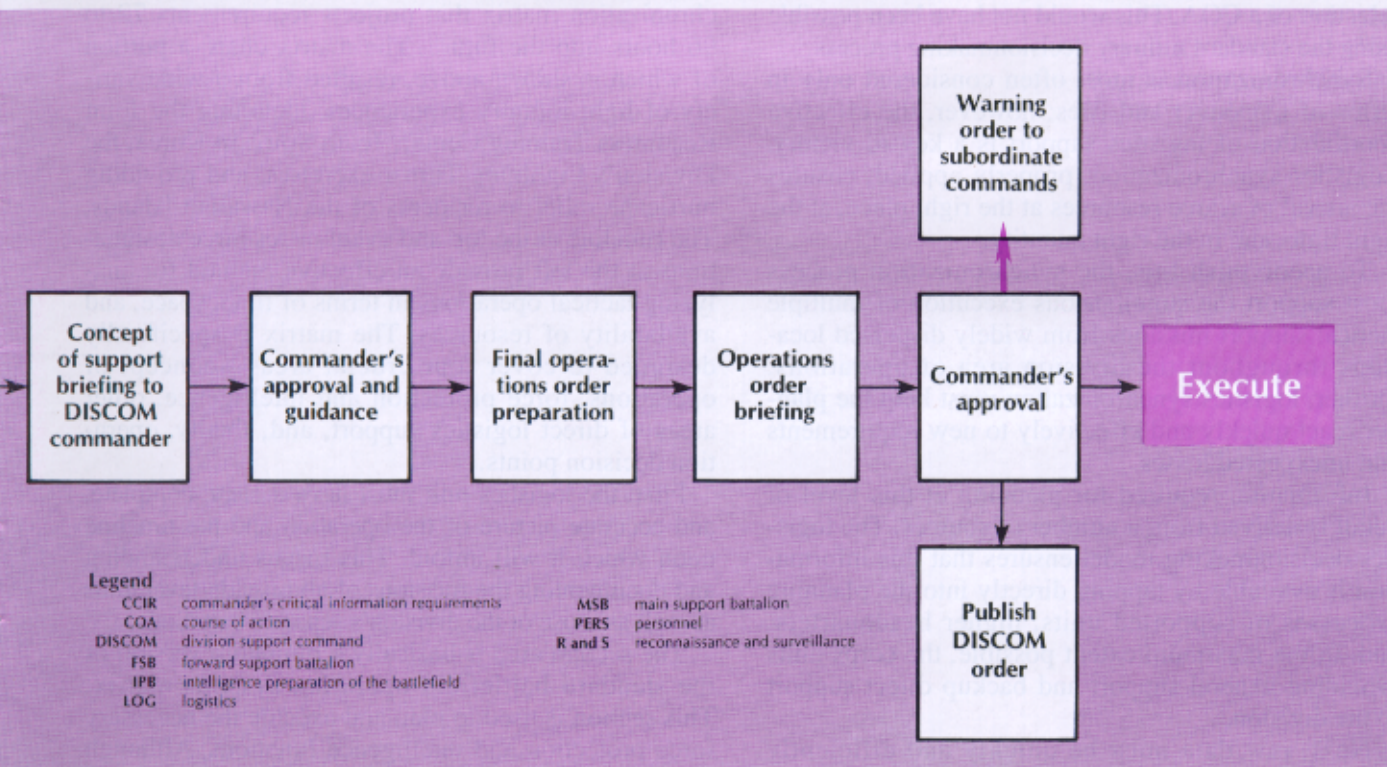 Warning
order to
subordinate
commands
Concept
of support
briefing to
DISCOM
commander
Commander's
approval and
guidance
Final opera-
tions order
preparation
Operations
order
briefing
Commander's
approval
Execute
Publish
DISCOM
order
Legend
CCIR commander's critical information requirements
COA course of action
DISCOM division support command
FSB forward support battalion
IPB intelligence preparation of the battlefield
LOG logistics
MSB main support battalion
PERS personnel
R and S reconnaissance and surveillance